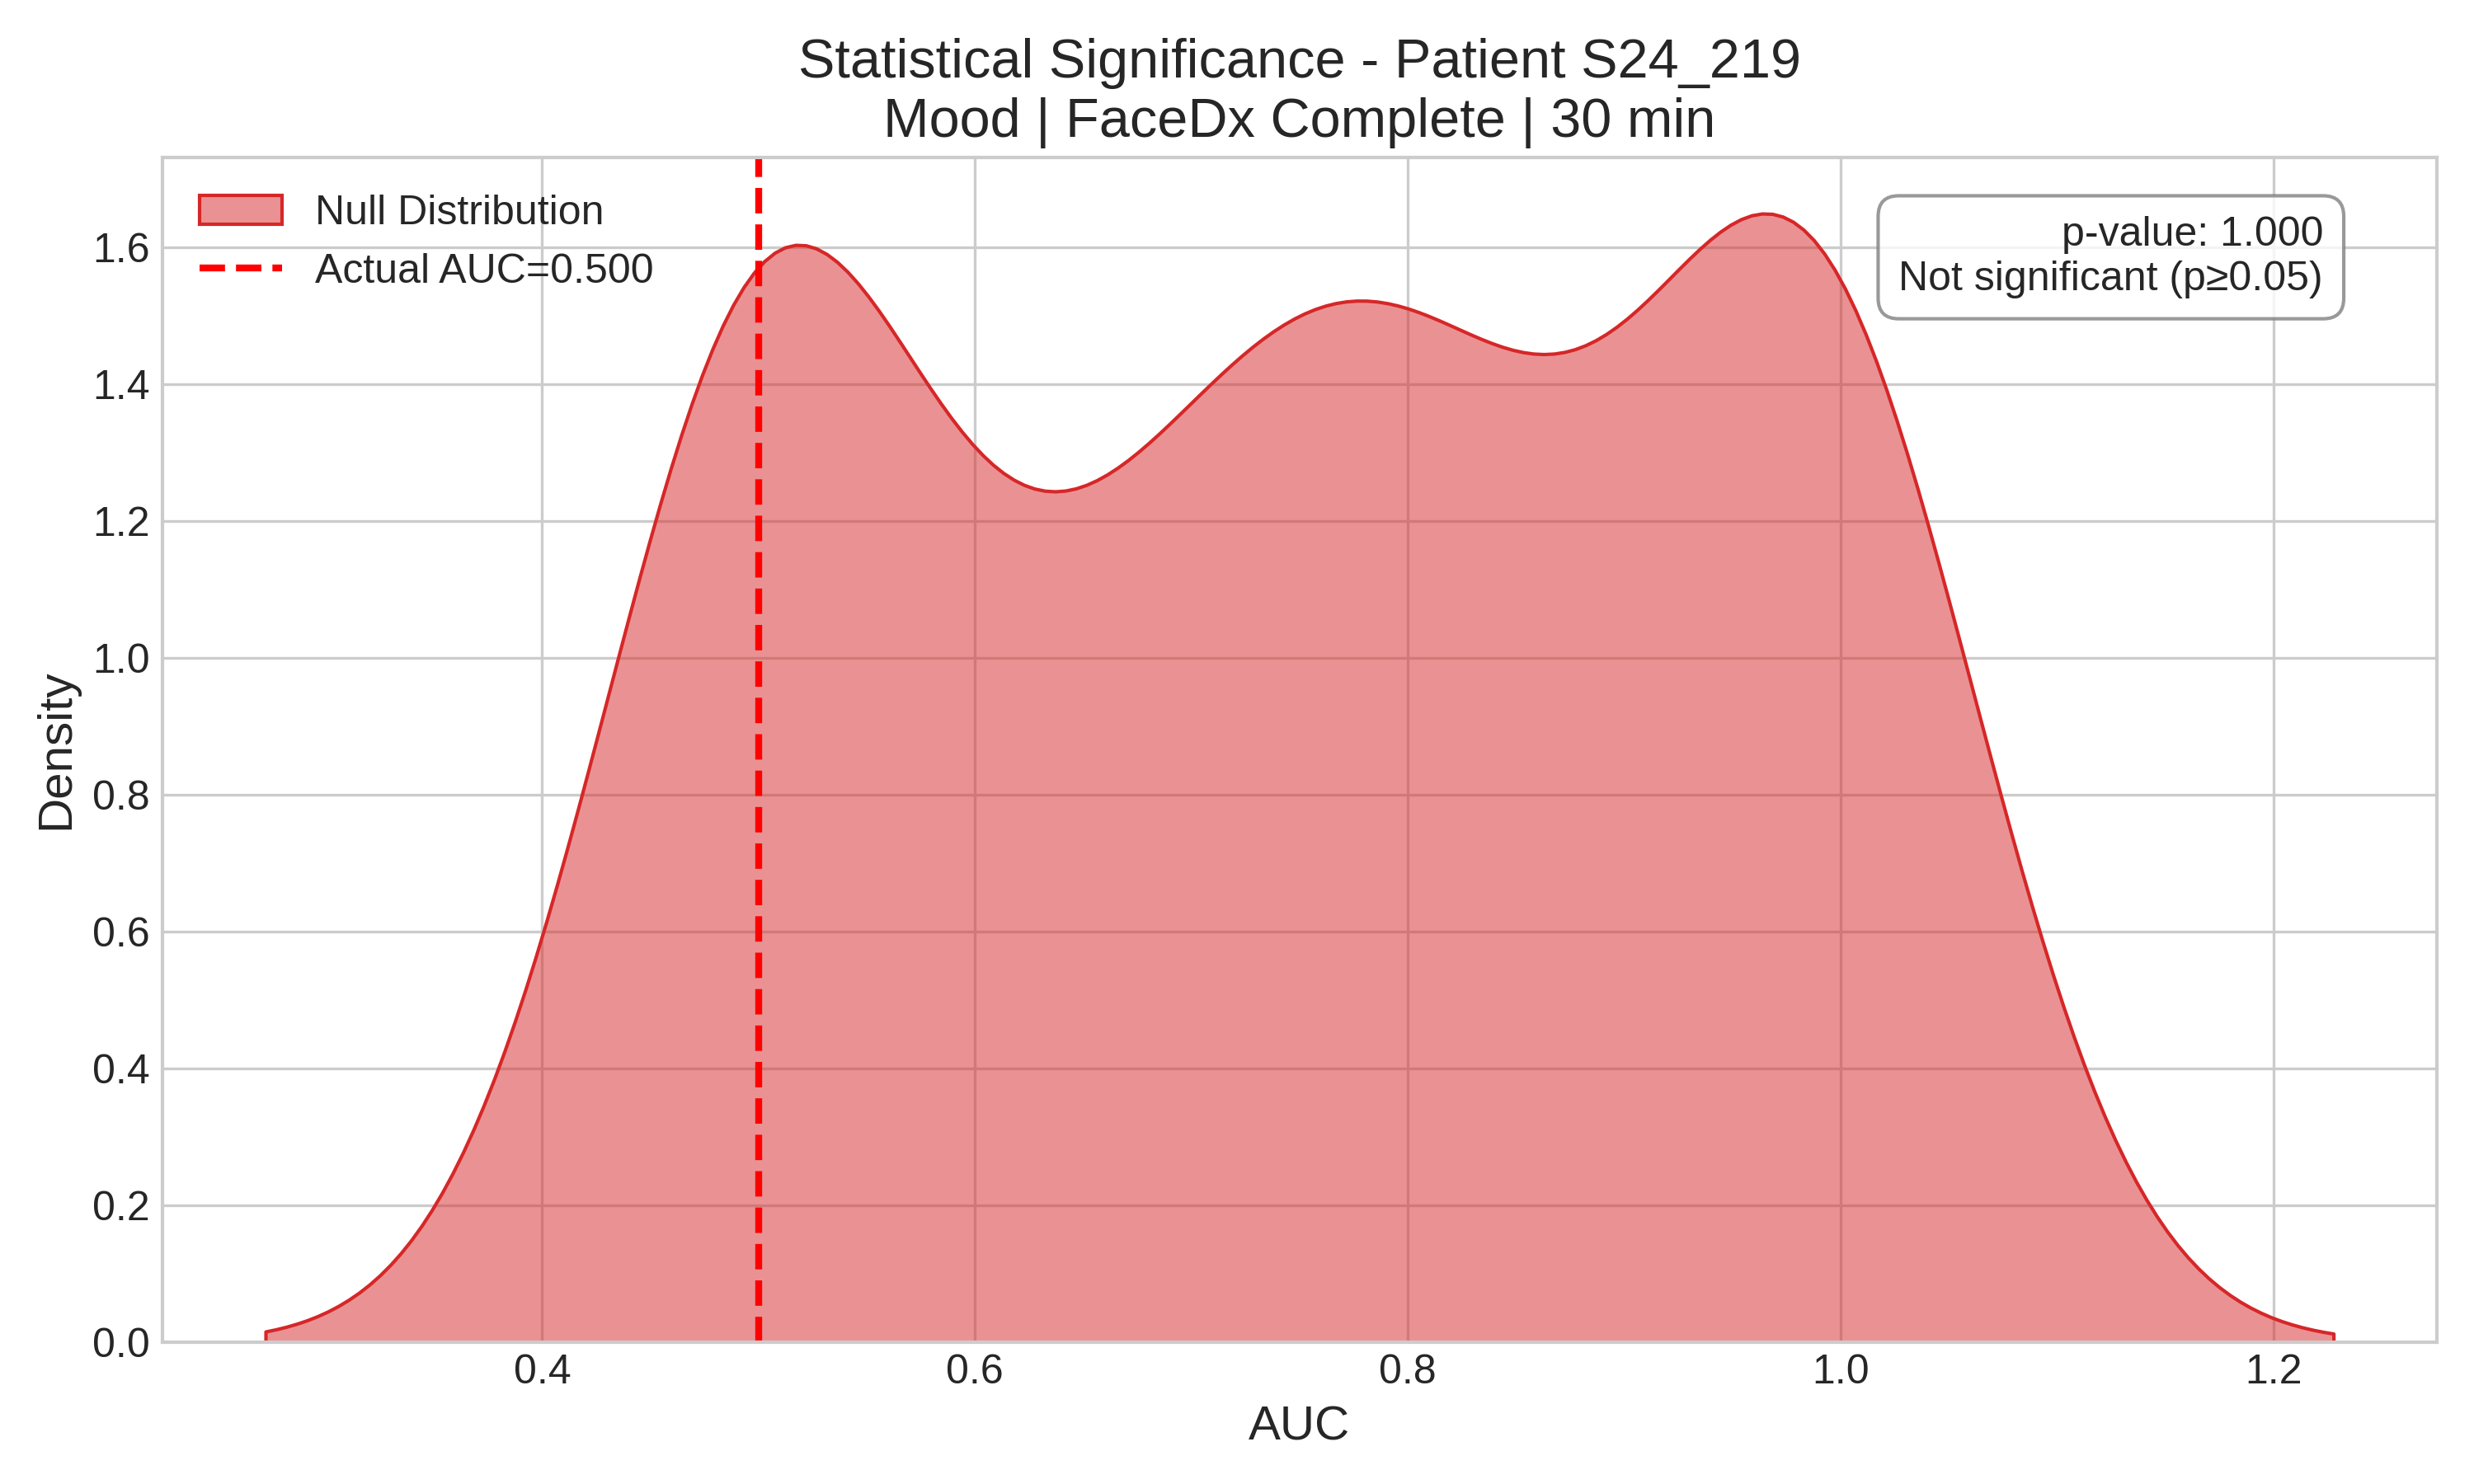 Statistical Significance - Patient S24_219
Mood | FaceDx Complete | 30 min
Null Distribution
Actual AUC=0.500
p-value: 1.000
Not significant (p≥0.05)
Density
1.6
1.4
1.2
1.0
0.8
0.6
0.4
0.2
0.0
0.4
0.6
0.8
1.0
1.2
AUC